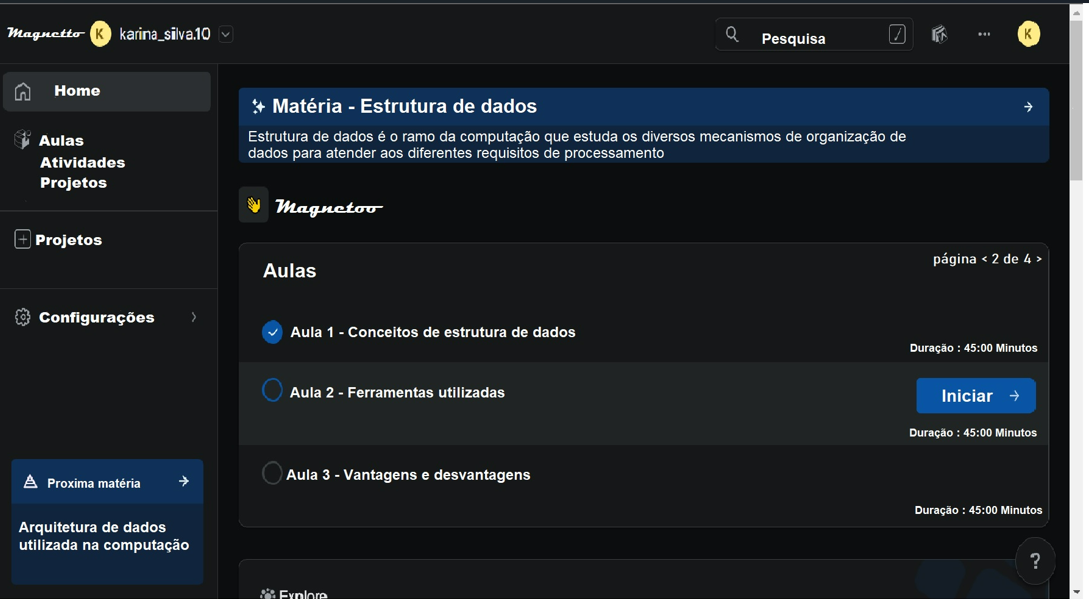 Magnetto K karina_silva.10
Pesquisa /
K
Home
Aulas
Atividades
Projetos
Projetos
Configurações
Proxima matéria
Arquitetura de dados
utilizada na computação
Matéria - Estrutura de dados
Estrutura de dados é o ramo da computação que estuda os diversos mecanismos de organização de
dados para atender aos diferentes requisitos de processamento
Magnetoo
Aulas
página < 2 de 4 >
Aula 1 - Conceitos de estrutura de dados
Duração : 45:00 Minutos
Aula 2 - Ferramentas utilizadas
Iniciar
Duração : 45:00 Minutos
Aula 3 - Vantagens e desvantagens
Duração : 45:00 Minutos
Explore
?